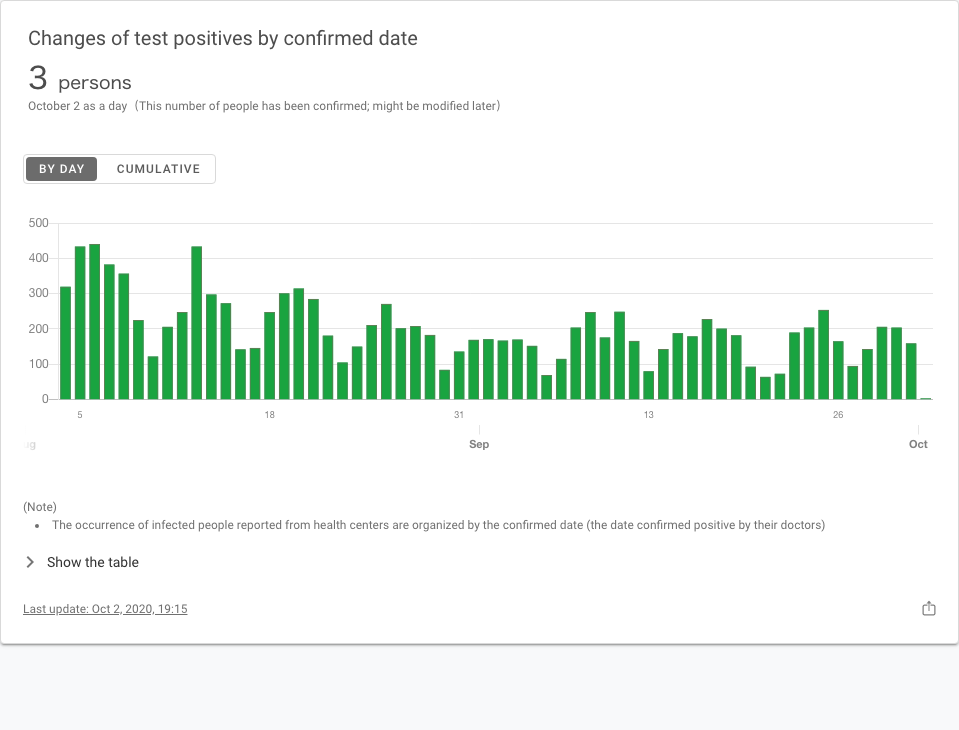 Changes of test positives by confirmed date
3 persons
October 2 as a day（This number of people has been confirmed; might be modified later）
BY DAY CUMULATIVE
500
400
300
200
100
0
5 18 31 13 26
Sep Oct
(Note)
• The occurrence of infected people reported from health centers are organized by the confirmed date (the date confirmed positive by their doctors)
Show the table
Last update: Oct 2, 2020, 19:15